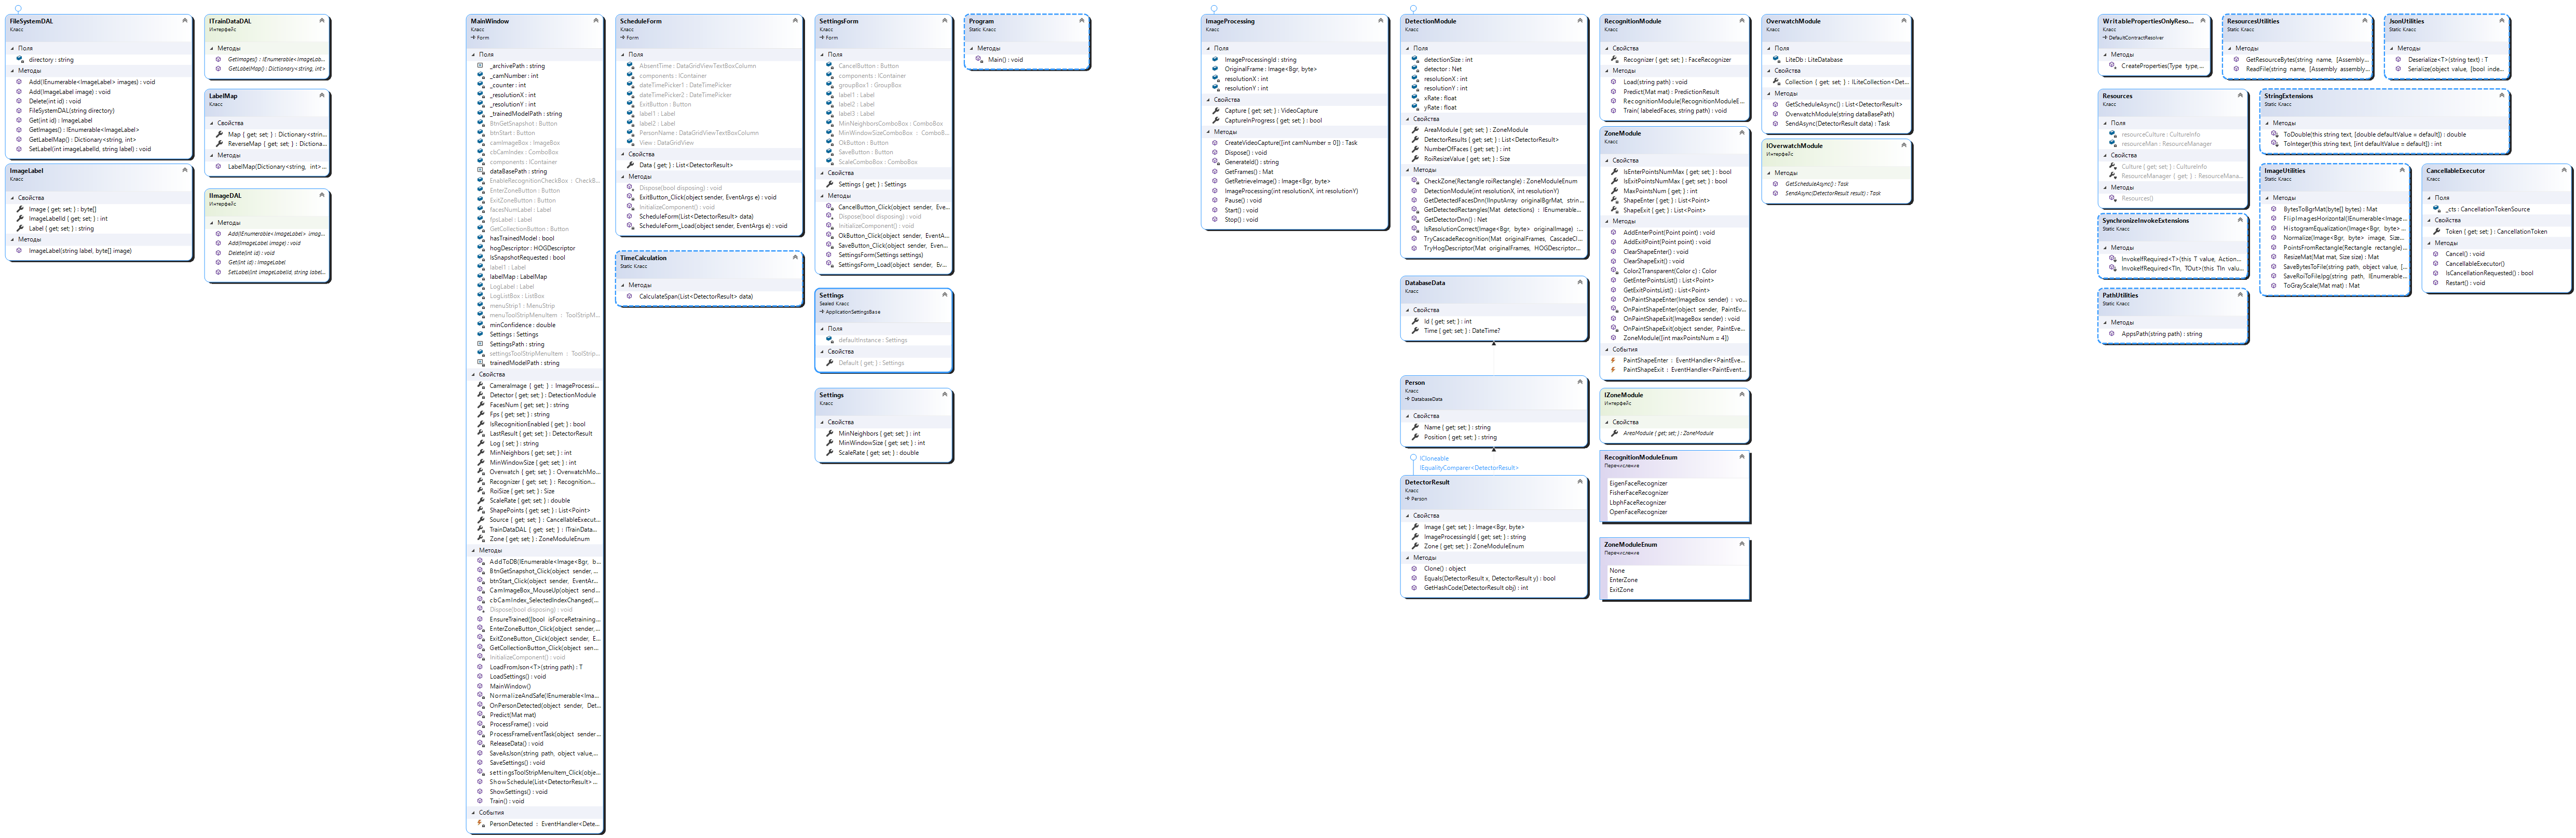 FileSystemDAL
Класс
Поля
directory : string
Методы
Add(IEnumerable<ImageLabel> images) : void
Add(ImageLabel image) : void
Delete(int id) : void
FileSystemDAL(string directory)
Get(int id) : ImageLabel
GetImages() : IEnumerable<ImageLabel>
GetLabelMap() : Dictionary<string, int>
SetLabel(int imageLabelId, string label) : void
ImageLabel
Класс
Свойства
Image { get; set; } : byte[]
ImageLabelId { get; set; } : int
Label { get; set; } : string
Методы
ImageLabel(string label, byte[] image)
ITrainDataDAL
Интерфейс
Методы
GetImages() : IEnumerable<ImageLab...
GetLabelMap() : Dictionary<string, int>
LabelMap
Класс
Свойства
Map { get; set; } : Dictionary<strin...
ReverseMap { get; set; } : Dictiona...
Методы
LabelMap(Dictionary<string, int>...
IImageDAL
Интерфейс
Методы
Add(IEnumerable<ImageLabel> imag...
Add(ImageLabel image) : void
Delete(int id) : void
Get(int id) : ImageLabel
SetLabel(int imageLabelId, string label...
MainWindow
Класс
Form
Поля
_archivePath : string
_camNumber : int
_counter : int
_resolutionX : int
_resolutionY : int
_trainedModelPath : string
BtnGetSnapshot : Button
btnStart : Button
camImageBox : ImageBox
cbCamIndex : ComboBox
components : IContainer
dataBasePath : string
EnableRecognitionCheckBox : CheckB...
EnterZoneButton : Button
ExitZoneButton : Button
facesNumLabel : Label
fpsLabel : Label
GetCollectionButton : Button
hasTrainedModel : bool
hogDescriptor : HOGDescriptor
IsSnapshotRequested : bool
label1 : Label
labelMap : LabelMap
LogLabel : Label
LogListBox : ListBox
menuStrip1 : MenuStrip
menuToolStripMenuItem : ToolStripM...
minConfidence : double
Settings : Settings
SettingsPath : string
settingsToolStripMenuItem : ToolStrip...
trainedModelPath : string
Свойства
CameraImage { get; } : ImageProcessi...
Detector { get; set; } : DetectionModule
FacesNum { get; set; } : string
Fps { get; set; } : string
IsRecognitionEnabled { get; set; } : bool
LastResult { get; set; } : DetectorResult
Log { set; } : string
MinNeighbors { get; set; } : int
MinWindowSize { get; set; } : int
Overwatch { get; set; } : OverwatchMo...
Recognizer { get; set; } : Recognition...
RoiSize { get; set; } : Size
ScaleRate { get; set; } : double
ShapePoints { get; set; } : List<Point>
Source { get; set; } : CancellableExecut...
TrainDataDAL { get; set; } : ITrainData...
Zone { get; set; } : ZoneModuleEnum
Методы
AddToDB(IEnumerable<Image<Bgr, b...
BtnGetSnapshot_Click(object sender, ...
btnStart_Click(object sender, EventAr...
CamImageBox_MouseUp(object send...
cbCamIndex_SelectedIndexChanged(...
Dispose(bool disposing) : void
EnsureTrained([bool isForceRetraining...
EnterZoneButton_Click(object sender,...
ExitZoneButton_Click(object sender, E...
GetCollectionButton_Click(object sen...
InitializeComponent() : void
LoadFromJson<T>(string path) : T
LoadSettings() : void
MainWindow()
NormalizeAndSafe(IEnumerable<Ima...
OnPersonDetected(object sender, Det...
Predict(Mat mat)
ProcessFrame() : void
ProcessFrameEventTask(object sender...
ReleaseData() : void
SaveAsJson(string path, object value,...
SaveSettings() : void
settingsToolStripMenuItem_Click(obje...
ShowSchedule(List<DetectorResult> ...
ShowSettings() : void
Train() : void
События
PersonDetected : EventHandler<Dete...
ScheduleForm
Класс
Form
Поля
AbsentTime : DataGridViewTextBoxColumn
components : IContainer
dateTimePicker1 : DateTimePicker
dateTimePicker2 : DateTimePicker
ExitButton : Button
label1 : Label
label2 : Label
PersonName : DataGridViewTextBoxColumn
View : DataGridView
Свойства
Data { get; } : List<DetectorResult>
Методы
Dispose(bool disposing) : void
ExitButton_Click(object sender, EventArgs e) : void
InitializeComponent() : void
ScheduleForm(List<DetectorResult> data)
ScheduleForm_Load(object sender, EventArgs e) : void
TimeCalculation
Static Класс
Методы
CalculateSpan(List<DetectorResult> data)
SettingsForm
Класс
Form
Поля
CancelButton : Button
components : IContainer
groupBox1 : GroupBox
label1 : Label
label2 : Label
label3 : Label
MinNeighborsComboBox : ComboBox
MinWindowSizeComboBox : ComboB...
OkButton : Button
SaveButton : Button
ScaleComboBox : ComboBox
Свойства
Settings { get; } : Settings
Методы
CancelButton_Click(object sender, Eve...
Dispose(bool disposing) : void
InitializeComponent() : void
OkButton_Click(object sender, EventA...
SaveButton_Click(object sender, Even...
SettingsForm(Settings settings)
SettingsForm_Load(object sender, Ev...
Settings
Sealed Класс
ApplicationSettingsBase
Поля
defaultInstance : Settings
Свойства
Default { get; } : Settings
Settings
Класс
Свойства
MinNeighbors { get; set; } : int
MinWindowSize { get; set; } : int
ScaleRate { get; set; } : double
Program
Static Класс
Методы
Main() : void
ImageProcessing
Класс
Поля
ImageProcessingId : string
OriginalFrame : Image<Bgr, byte>
resolutionX : int
resolutionY : int
Свойства
Capture { get; set; } : VideoCapture
CaptureInProgress { get; set; } : bool
Методы
CreateVideoCapture([int camNumber = 0]) : Task
Dispose() : void
GenerateId() : string
GetFrames() : Mat
GetRetrieveImage() : Image<Bgr, byte>
ImageProcessing(int resolutionX, int resolutionY)
Pause() : void
Start() : void
Stop() : void
DetectionModule
Класс
Поля
detectionSize : int
detector : Net
resolutionX : int
resolutionY : int
xRate : float
yRate : float
Свойства
AreaModule { get; set; } : ZoneModule
DetectorResults { get; set; } : List<DetectorResult>
NumberOfFaces { get; set; } : int
RoiResizeValue { get; set; } : Size
Методы
CheckZone(Rectangle roiRectangle) : ZoneModuleEnum
DetectionModule(int resolutionX, int resolutionY)
GetDetectedFacesDnn(IInputArray originalBgrMat, strin...
GetDetectedRectangles(Mat detections) : IEnumerable...
GetDetectorDnn() : Net
IsResolutionCorrect(Image<Bgr, byte> originalImage) :...
TryCascadeRecognition(Mat originalFrames, CascadeCl...
TryHogDescriptor(Mat originalFrames, HOGDescriptor...
DatabaseData
Класс
Свойства
Id { get; set; } : int
Time { get; set; } : DateTime?
Person
Класс
DatabaseData
Свойства
Name { get; set; } : string
Position { get; set; } : string
ICloneable
IEqualityComparer<DetectorResult>
DetectorResult
Класс
Person
Свойства
Image { get; set; } : Image<Bgr, byte>
ImageProcessingId { get; set; } : string
Zone { get; set; } : ZoneModuleEnum
Методы
Clone() : object
Equals(DetectorResult x, DetectorResult y) : bool
GetHashCode(DetectorResult obj) : int
RecognitionModule
Класс
Свойства
Recognizer { get; set; } : FaceRecognizer
Методы
Load(string path) : void
Predict(Mat mat) : PredictionResult
RecognitionModule(RecognitionModuleE...
Train( labeledFaces, string path) : void
ZoneModule
Класс
Свойства
IsEnterPointsNumMax { get; set; } : bool
IsExitPointsNumMax { get; set; } : bool
MaxPointsNum { get; } : int
ShapeEnter { get; set; } : List<Point>
ShapeExit { get; set; } : List<Point>
Методы
AddEnterPoint(Point point) : void
AddExitPoint(Point point) : void
ClearShapeEnter() : void
ClearShapeExit() : void
Color2Transparent(Color c) : Color
GetEnterPointsList() : List<Point>
GetExitPointsList() : List<Point>
OnPaintShapeEnter(ImageBox sender) : vo...
OnPaintShapeEnter(object sender, PaintEv...
OnPaintShapeExit(ImageBox sender) : void
OnPaintShapeExit(object sender, PaintEve...
ZoneModule([int maxPointsNum = 4])
События
PaintShapeEnter : EventHandler<PaintEve...
PaintShapeExit : EventHandler<PaintEvent...
IZoneModule
Интерфейс
Свойства
AreaModule { get; set; } : ZoneModule
RecognitionModuleEnum
Перечисление
EigenFaceRecognizer
FisherFaceRecognizer
LbphFaceRecognizer
OpenFaceRecognizer
ZoneModuleEnum
Перечисление
None
EnterZone
ExitZone
OverwatchModule
Класс
Поля
LiteDb : LiteDatabase
Свойства
Collection { get; set; } : ILiteCollection<Det...
Методы
GetScheduleAsync() : List<DetectorResult>
OverwatchModule(string dataBasePath)
SendAsync(DetectorResult data) : Task
IOverwatchModule
Интерфейс
Методы
GetScheduleAsync() : Task
SendAsync(DetectorResult result) : Task
WritablePropertiesOnlyReso...
Класс
DefaultContractResolver
Методы
CreateProperties(Type type,...
Resources
Класс
Поля
resourceCulture : CultureInfo
resourceMan : ResourceManager
Свойства
Culture { get; set; } : CultureInfo
ResourceManager { get; } : ResourceMana...
Методы
Resources()
SynchronizeInvokeExtensions
Static Класс
Методы
InvokeIfRequired<T>(this T value, Action...
InvokeIfRequired<TIn, TOut>(this TIn valu...
PathUtilities
Static Класс
Методы
AppsPath(string path) : string
ResourcesUtilities
Static Класс
Методы
GetResourceBytes(string name, [Assembly...
ReadFile(string name, [Assembly assembly...
JsonUtilities
Static Класс
Методы
Deserialize<T>(string text) : T
Serialize(object value, [bool inde...
StringExtensions
Static Класс
Методы
ToDouble(this string text, [double defaultValue = default]) : double
ToInteger(this string text, [int defaultValue = default]) : int
ImageUtilities
Static Класс
Методы
BytesToBgrMat(byte[] bytes) : Mat
FlipImagesHorizontal(IEnumerable<Image...
HistogramEqualization(Image<Bgr, byte>...
Normalize(Image<Bgr, byte> image, Size...
PointsFromRectangle(Rectangle rectangle)...
ResizeMat(Mat mat, Size size) : Mat
SaveBytesToFile(string path, object value, [...
SaveRoiToFileJpg(string path, IEnumerable...
ToGrayScale(Mat mat) : Mat
CancellableExecutor
Класс
Поля
_cts : CancellationTokenSource
Свойства
Token { get; set; } : CancellationToken
Методы
Cancel() : void
CancellableExecutor()
IsCancellationRequested() : bool
Restart() : void